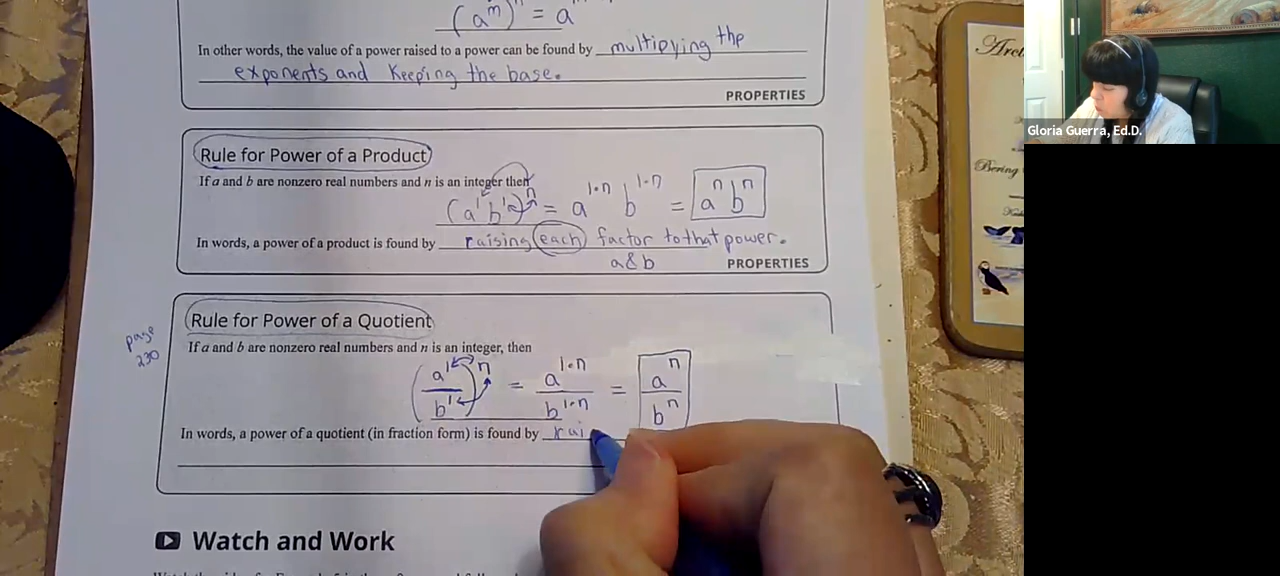 (aᵐ)ⁿ = a
In other words, the value of a power raised to a power can be found by multiplying the
exponents and keeping the base.
PROPERTIES
Rule for Power of a Product
If a and b are nonzero real numbers and n is an integer then
(a¹b¹)ⁿ = a¹·ⁿ b¹·ⁿ = aⁿbⁿ
In words, a power of a product is found by raising each factor to that power.
a & b
PROPERTIES
Rule for Power of a Quotient
page
230
If a and b are nonzero real numbers and n is an integer, then
(a¹/b¹)ⁿ = a¹·ⁿ/b¹·ⁿ = aⁿ/bⁿ
In words, a power of a quotient (in fraction form) is found by rai
Watch and Work
Gloria Guerra, Ed.D.
Bering